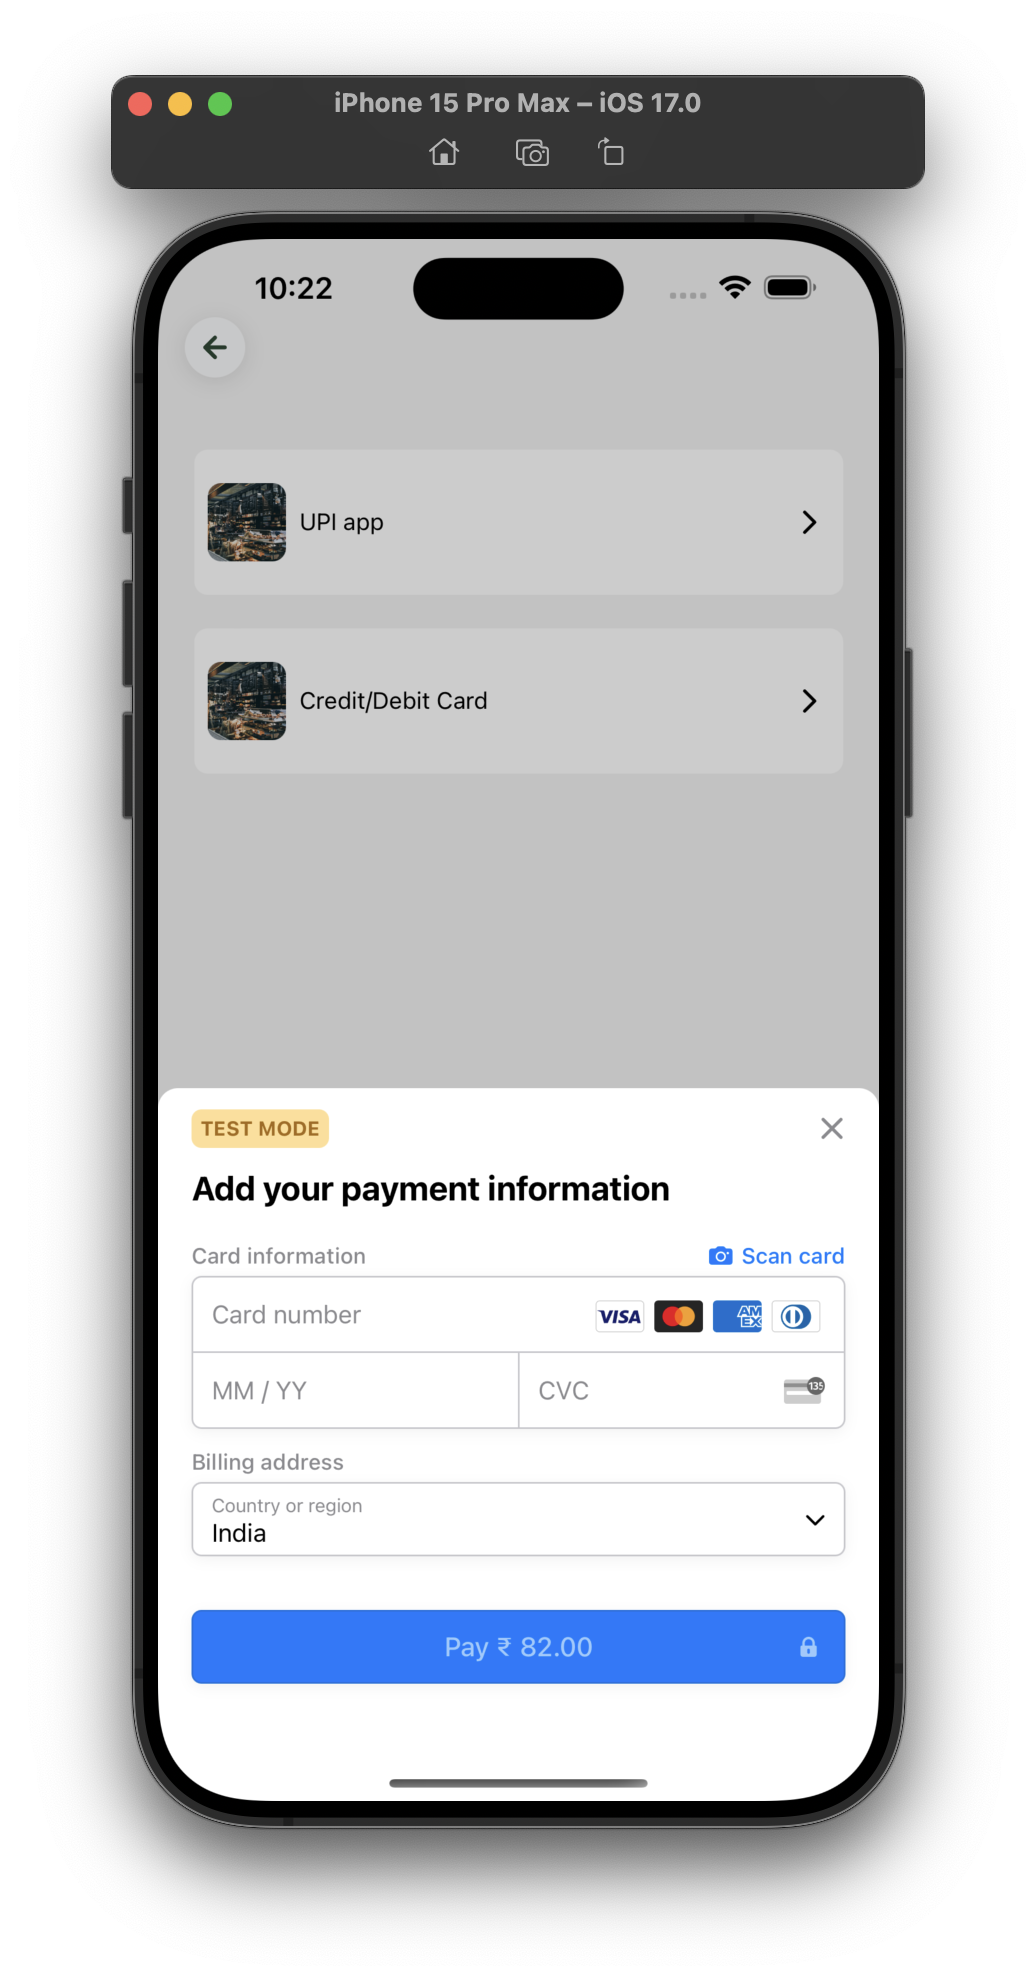 iPhone 15 Pro Max – iOS 17.0
10:22
UPI app
Credit/Debit Card
TEST MODE
Add your payment information
Card information
Scan card
Card number
VISA
AM
EX
MM / YY
CVC
135
Billing address
Country or region
India
Pay ₹ 82.00